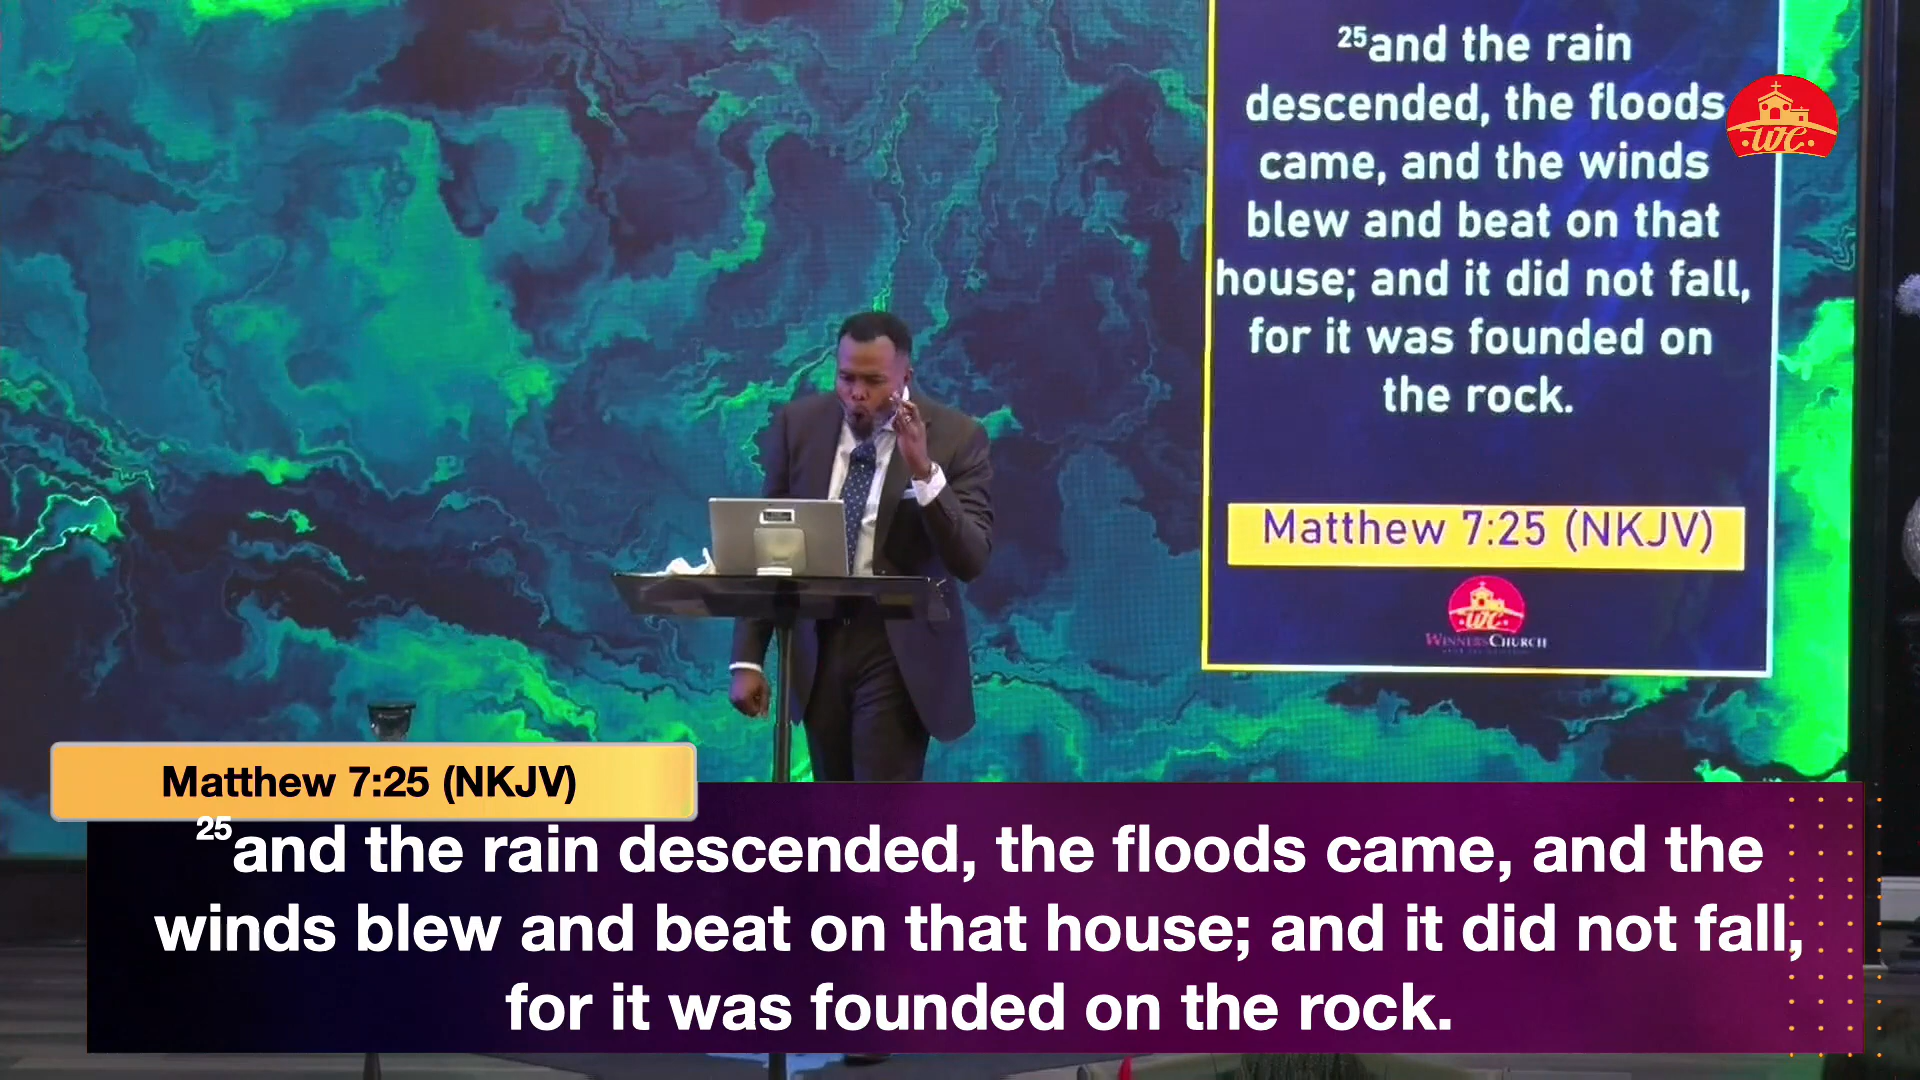 25and the rain
descended, the floods
came, and the winds
blew and beat on that
house; and it did not fall,
for it was founded on
the rock.
Matthew 7:25 (NKJV)
WC
WC
WINNERS CHURCH
Matthew 7:25 (NKJV)
25and the rain descended, the floods came, and the
winds blew and beat on that house; and it did not fall,
for it was founded on the rock.